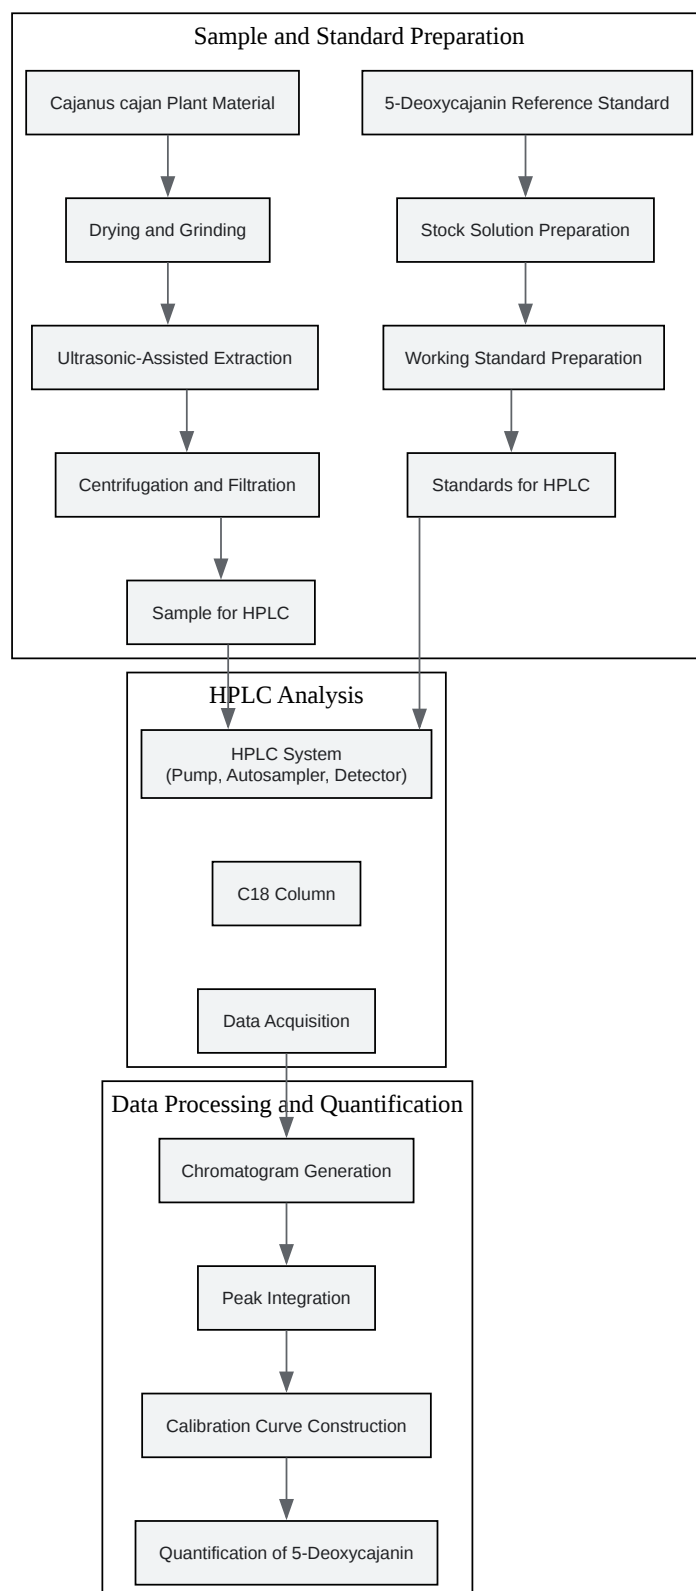 Sample and Standard Preparation
Cajanus cajan Plant Material
5-Deoxycajanin Reference Standard
Drying and Grinding
Stock Solution Preparation
Ultrasonic-Assisted Extraction
Working Standard Preparation
Centrifugation and Filtration
Standards for HPLC
Sample for HPLC
HPLC Analysis
HPLC System
(Pump, Autosampler, Detector)
C18 Column
Data Acquisition
Data Processing and Quantification
Chromatogram Generation
Peak Integration
Calibration Curve Construction
Quantification of 5-Deoxycajanin